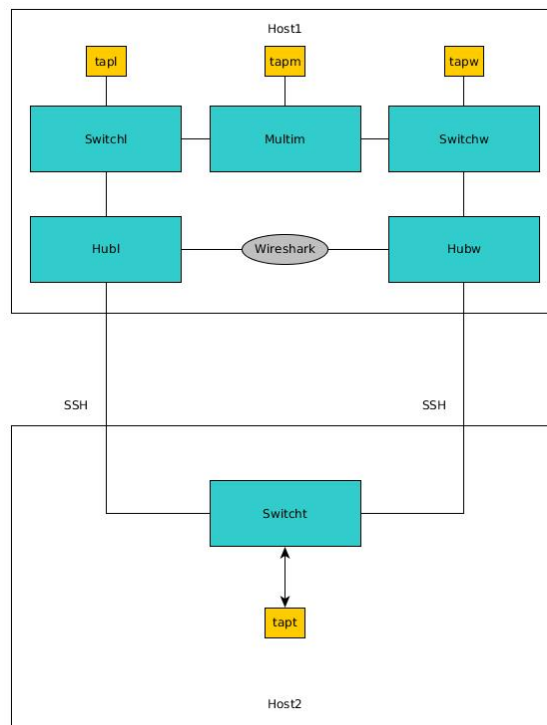 Host1
tapl
tapm
tapw
Switchl
Multim
Switchw
Hubl
Wireshark
Hubw
SSH
SSH
Switcht
tapt
Host2